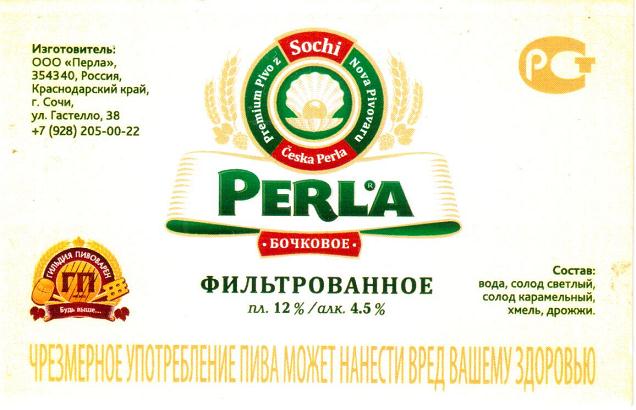 Изготовитель:
ООО «Перла»,
354340, Россия,
Краснодарский край,
г. Сочи,
ул. Гастелло, 38
+7 (928) 205-00-22
Sochi
Premium Pivo z
Nova Pivovaru
Česka Perla
РСТ
PERLA®
•БОЧКОВОЕ•
ФИЛЬТРОВАННОЕ
пл. 12 % / алк. 4.5 %
ГИЛЬДИЯ ПИВОВАРЕН
ГП
Будь выше...
Состав:
вода, солод светлый,
солод карамельный,
хмель, дрожжи.
ЧРЕЗМЕРНОЕ УПОТРЕБЛЕНИЕ ПИВА МОЖЕТ НАНЕСТИ ВРЕД ВАШЕМУ ЗДОРОВЬЮ